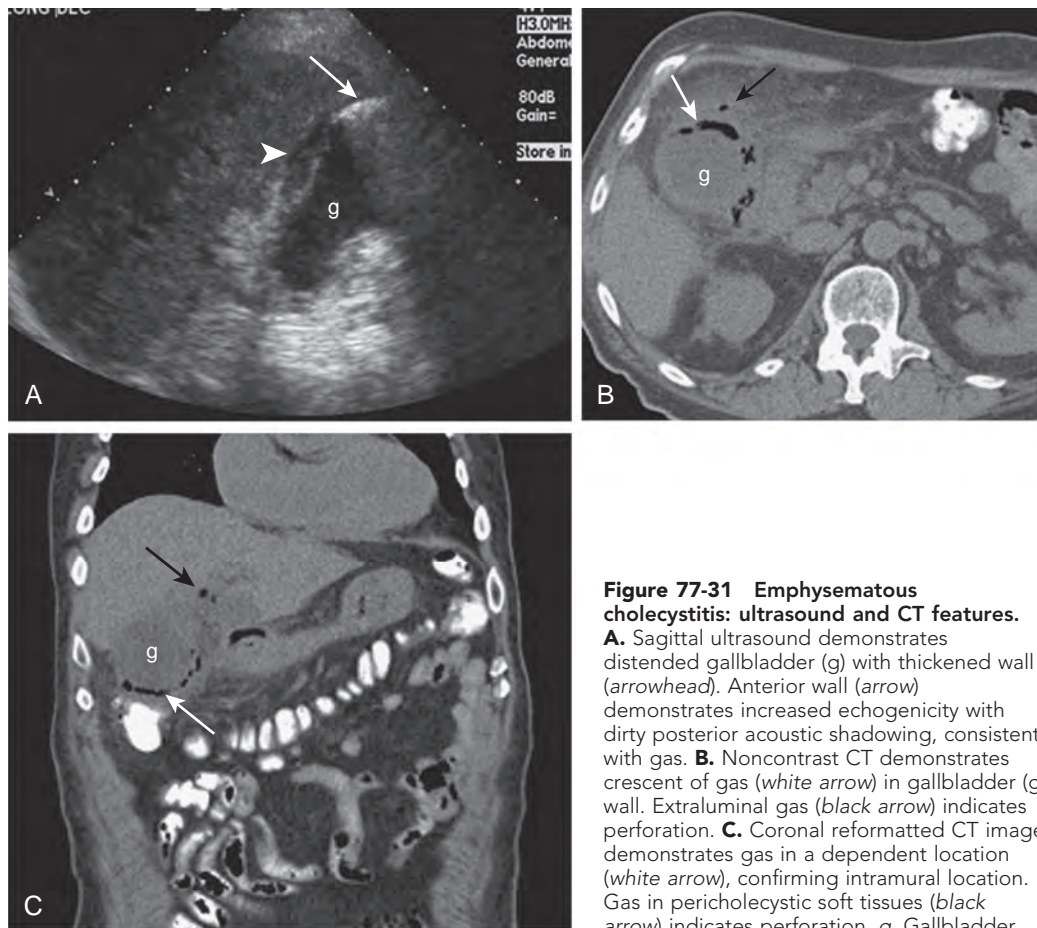 LONG DEC
H3.0MH
Abdome
General
80dB
Gain=
Store in
g
A
g
B
g
C
Figure 77-31 Emphysematous
cholecystitis: ultrasound and CT features.
A. Sagittal ultrasound demonstrates
distended gallbladder (g) with thickened wall
(arrowhead). Anterior wall (arrow)
demonstrates increased echogenicity with
dirty posterior acoustic shadowing, consistent
with gas. B. Noncontrast CT demonstrates
crescent of gas (white arrow) in gallbladder (g
wall. Extraluminal gas (black arrow) indicates
perforation. C. Coronal reformatted CT image
demonstrates gas in a dependent location
(white arrow), confirming intramural location.
Gas in pericholecystic soft tissues (black
arrow) indicates perforation. g, Gallbladder